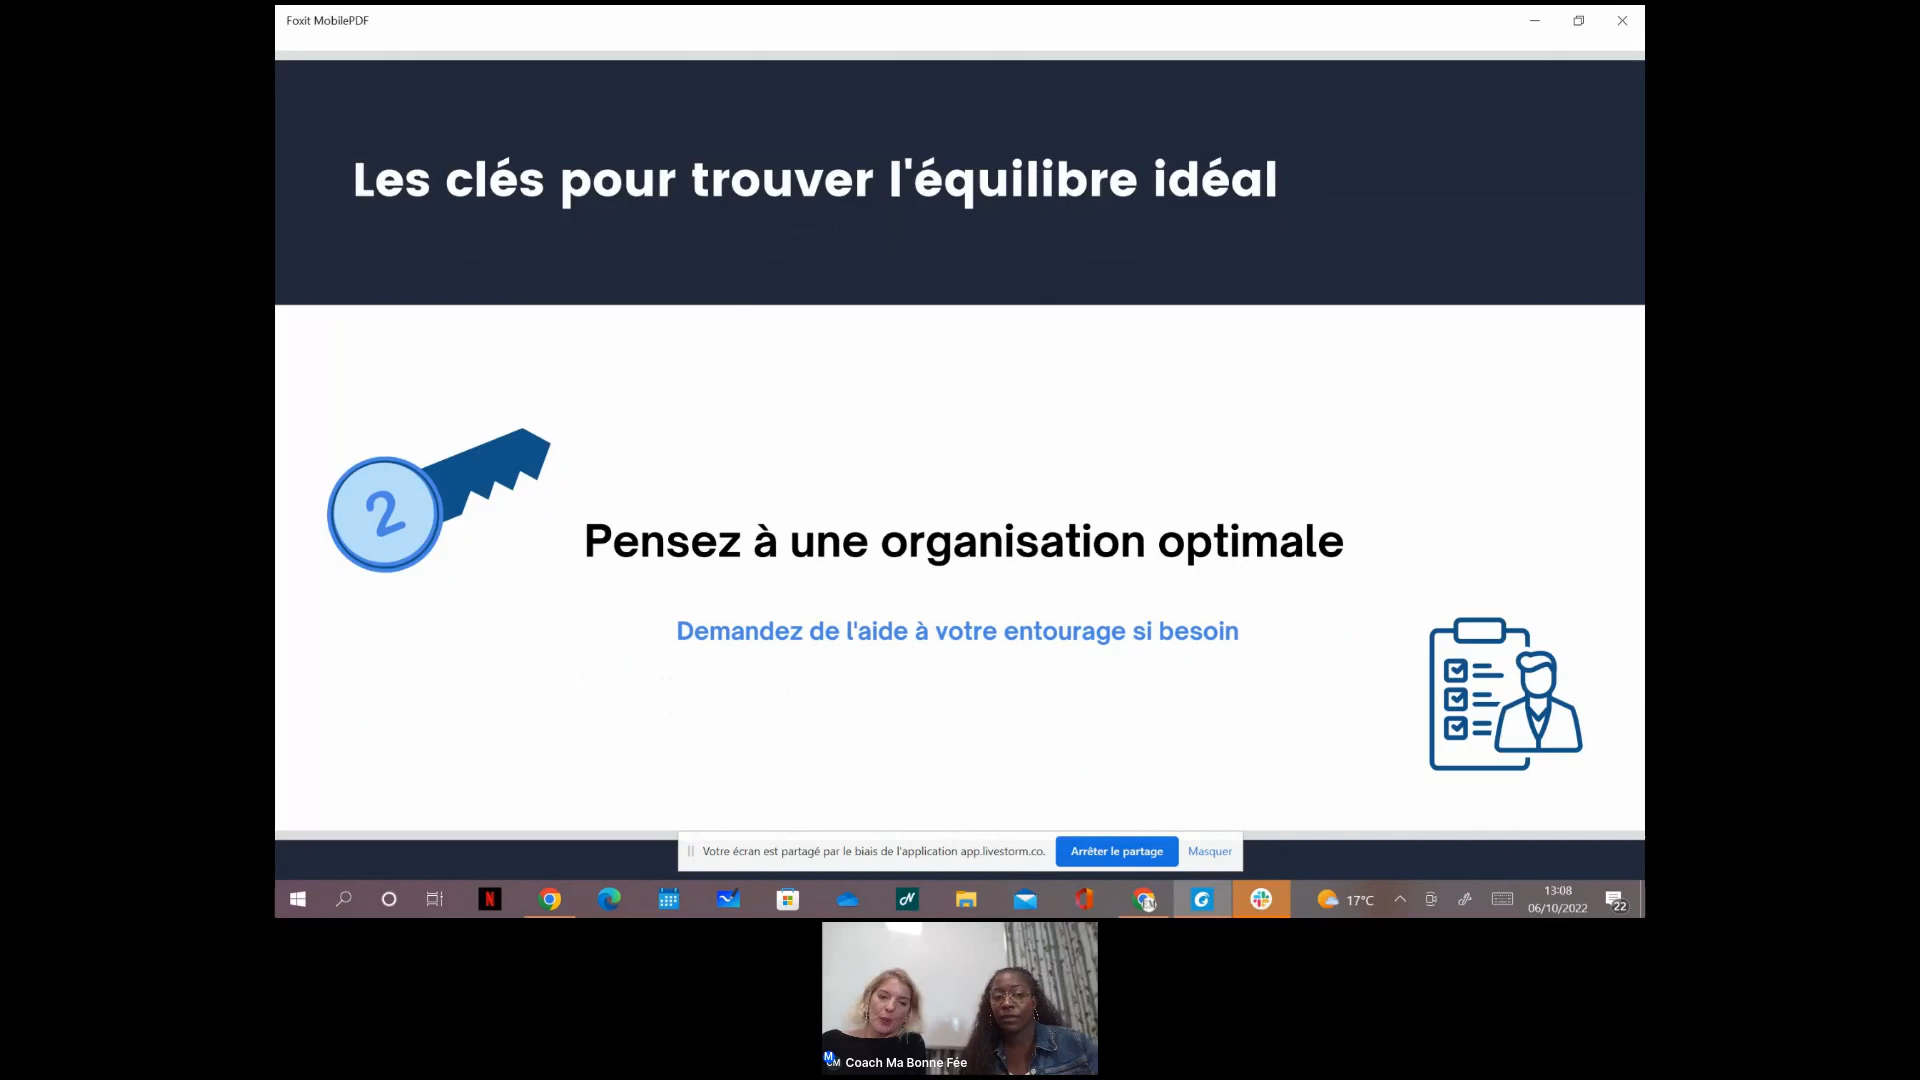 Foxit MobilePDF
Les clés pour trouver l'équilibre idéal
2
Pensez à une organisation optimale
Demandez de l'aide à votre entourage si besoin
Votre écran est partagé par le biais de l'application app.livestorm.co.
Arrêter le partage
Masquer
N
EM
17°C
13:08
06/10/2022
22
M
CM
Coach Ma Bonne Fée